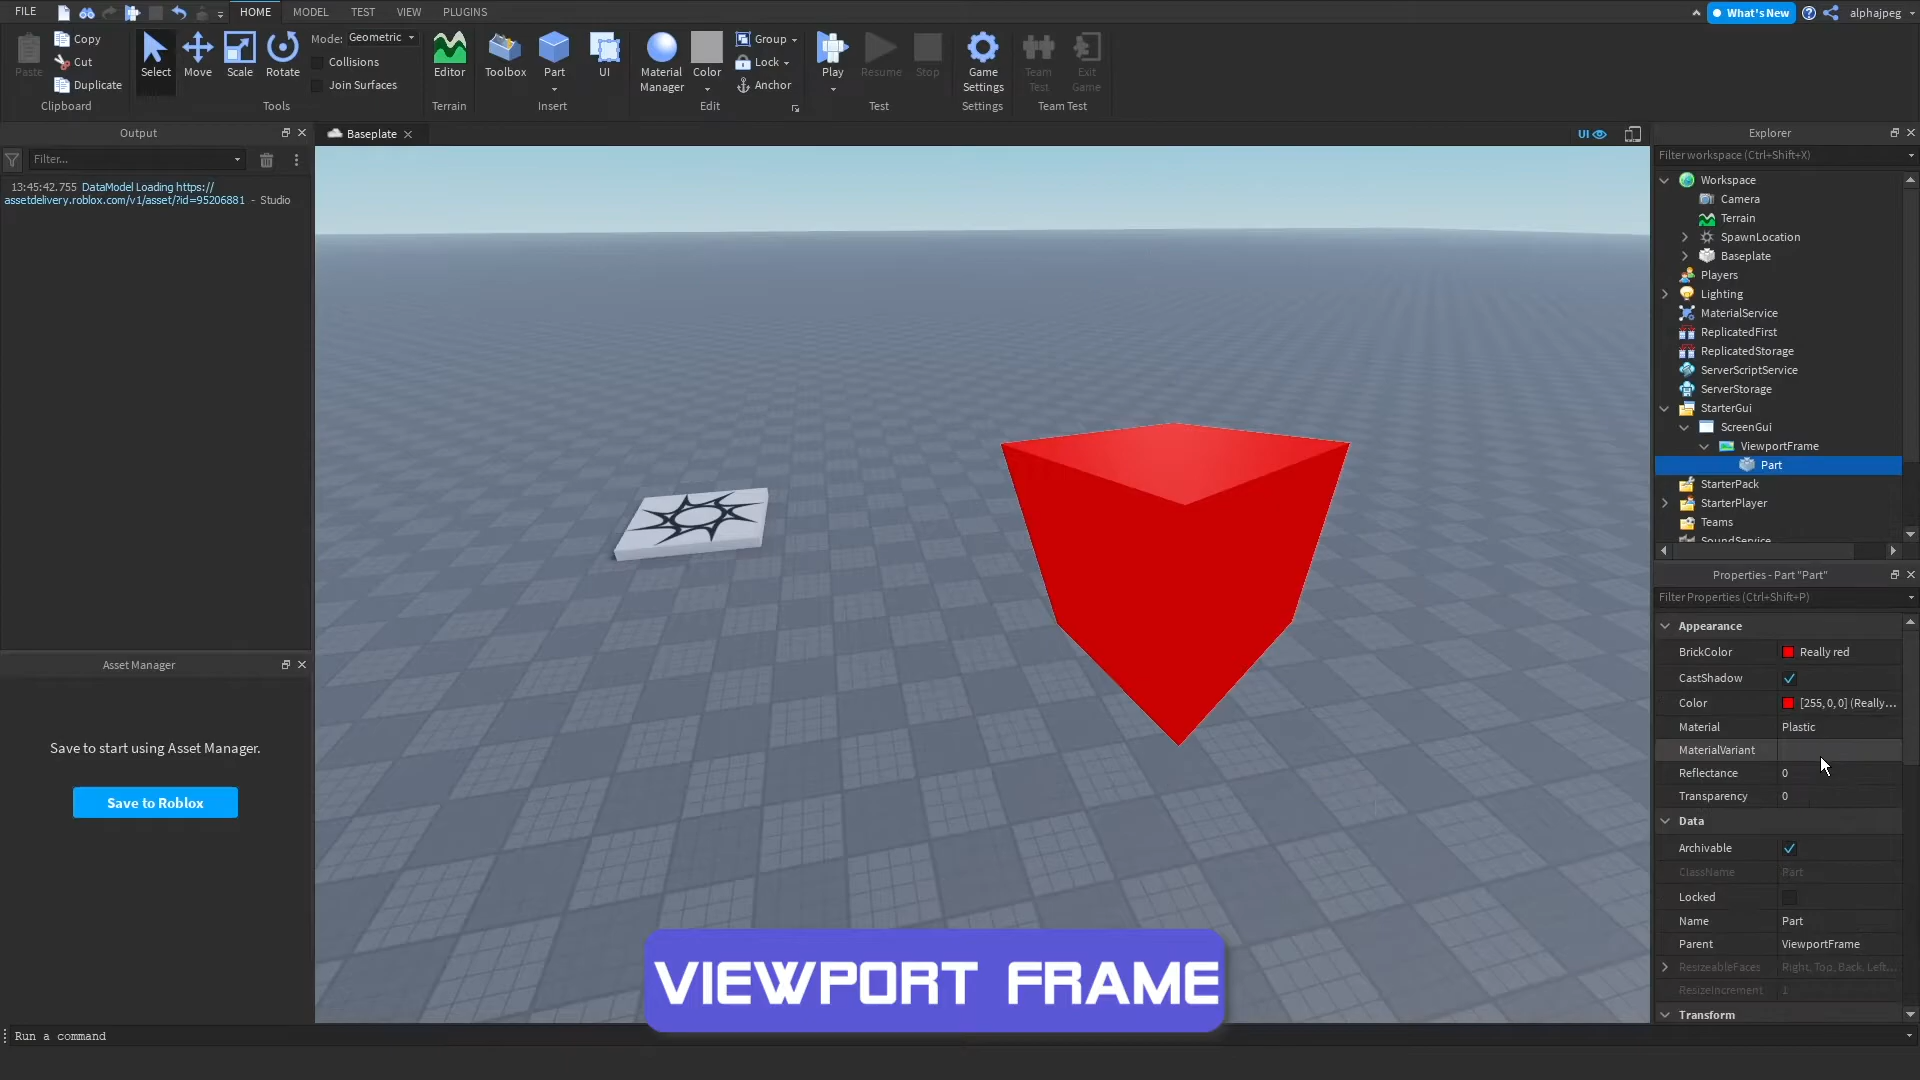 FILE
HOME
MODEL
TEST
VIEW
PLUGINS
What's New
alphajpeg
Paste
Copy
Cut
Duplicate
Clipboard
Select
Move
Scale
Rotate
Mode: Geometric
Collisions
Join Surfaces
Tools
Editor
Terrain
Toolbox
Part
UI
Insert
Material
Manager
Color
Group
Lock
Anchor
Edit
Play
Resume
Stop
Test
Game
Settings
Settings
Team
Test
Exit
Game
Team Test
Output
Filter...
13:45:42.755 DataModel Loading https://
assetdelivery.roblox.com/v1/asset/?id=95206881 - Studio
Asset Manager
Save to start using Asset Manager.
Save to Roblox
Baseplate
UI
VIEWPORT FRAME
Explorer
Filter workspace (Ctrl+Shift+X)
Workspace
Camera
Terrain
SpawnLocation
Baseplate
Players
Lighting
MaterialService
ReplicatedFirst
ReplicatedStorage
ServerScriptService
ServerStorage
StarterGui
ScreenGui
ViewportFrame
Part
StarterPack
StarterPlayer
Teams
SoundService
Properties - Part "Part"
Filter Properties (Ctrl+Shift+P)
Appearance
BrickColor Really red
CastShadow
Color [255, 0, 0] (Really...
Material Plastic
MaterialVariant
Reflectance 0
Transparency 0
Data
Archivable
ClassName Part
Locked
Name Part
Parent ViewportFrame
ResizeableFaces Right, Top, Back, Left...
ResizeIncrement 1
Transform
Run a command